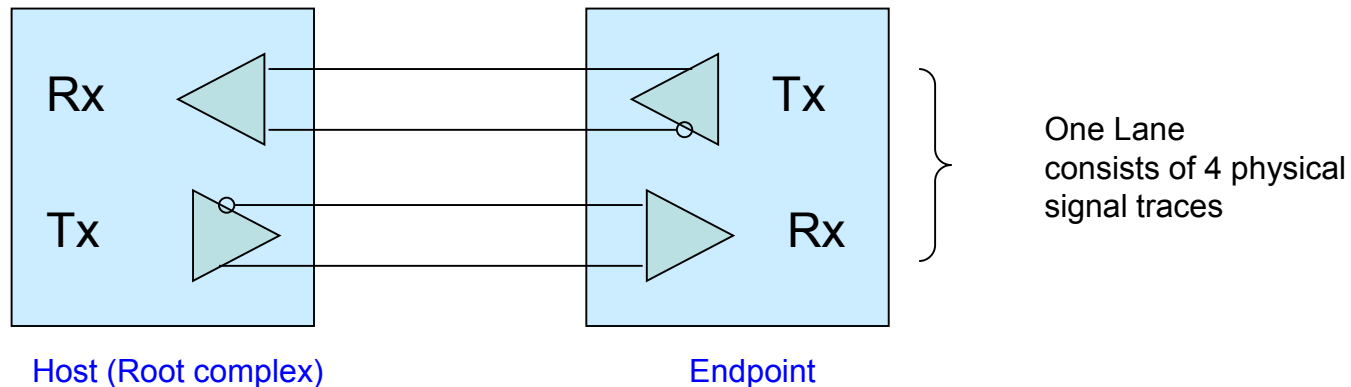 Rx
Tx
One Lane
consists of 4 physical
signal traces
Tx
Rx
Host (Root complex)
Endpoint